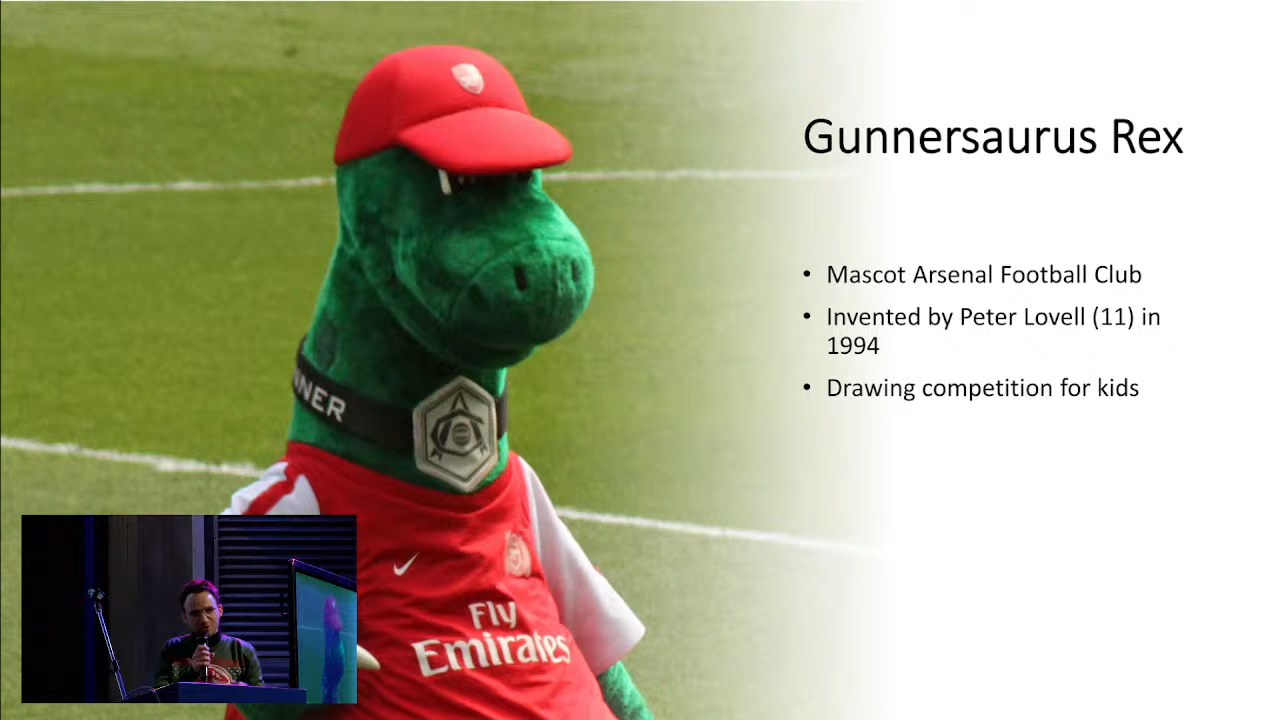 Gunnersaurus Rex
• Mascot Arsenal Football Club
• Invented by Peter Lovell (11) in
1994
• Drawing competition for kids
NNER
Fly
Emirates